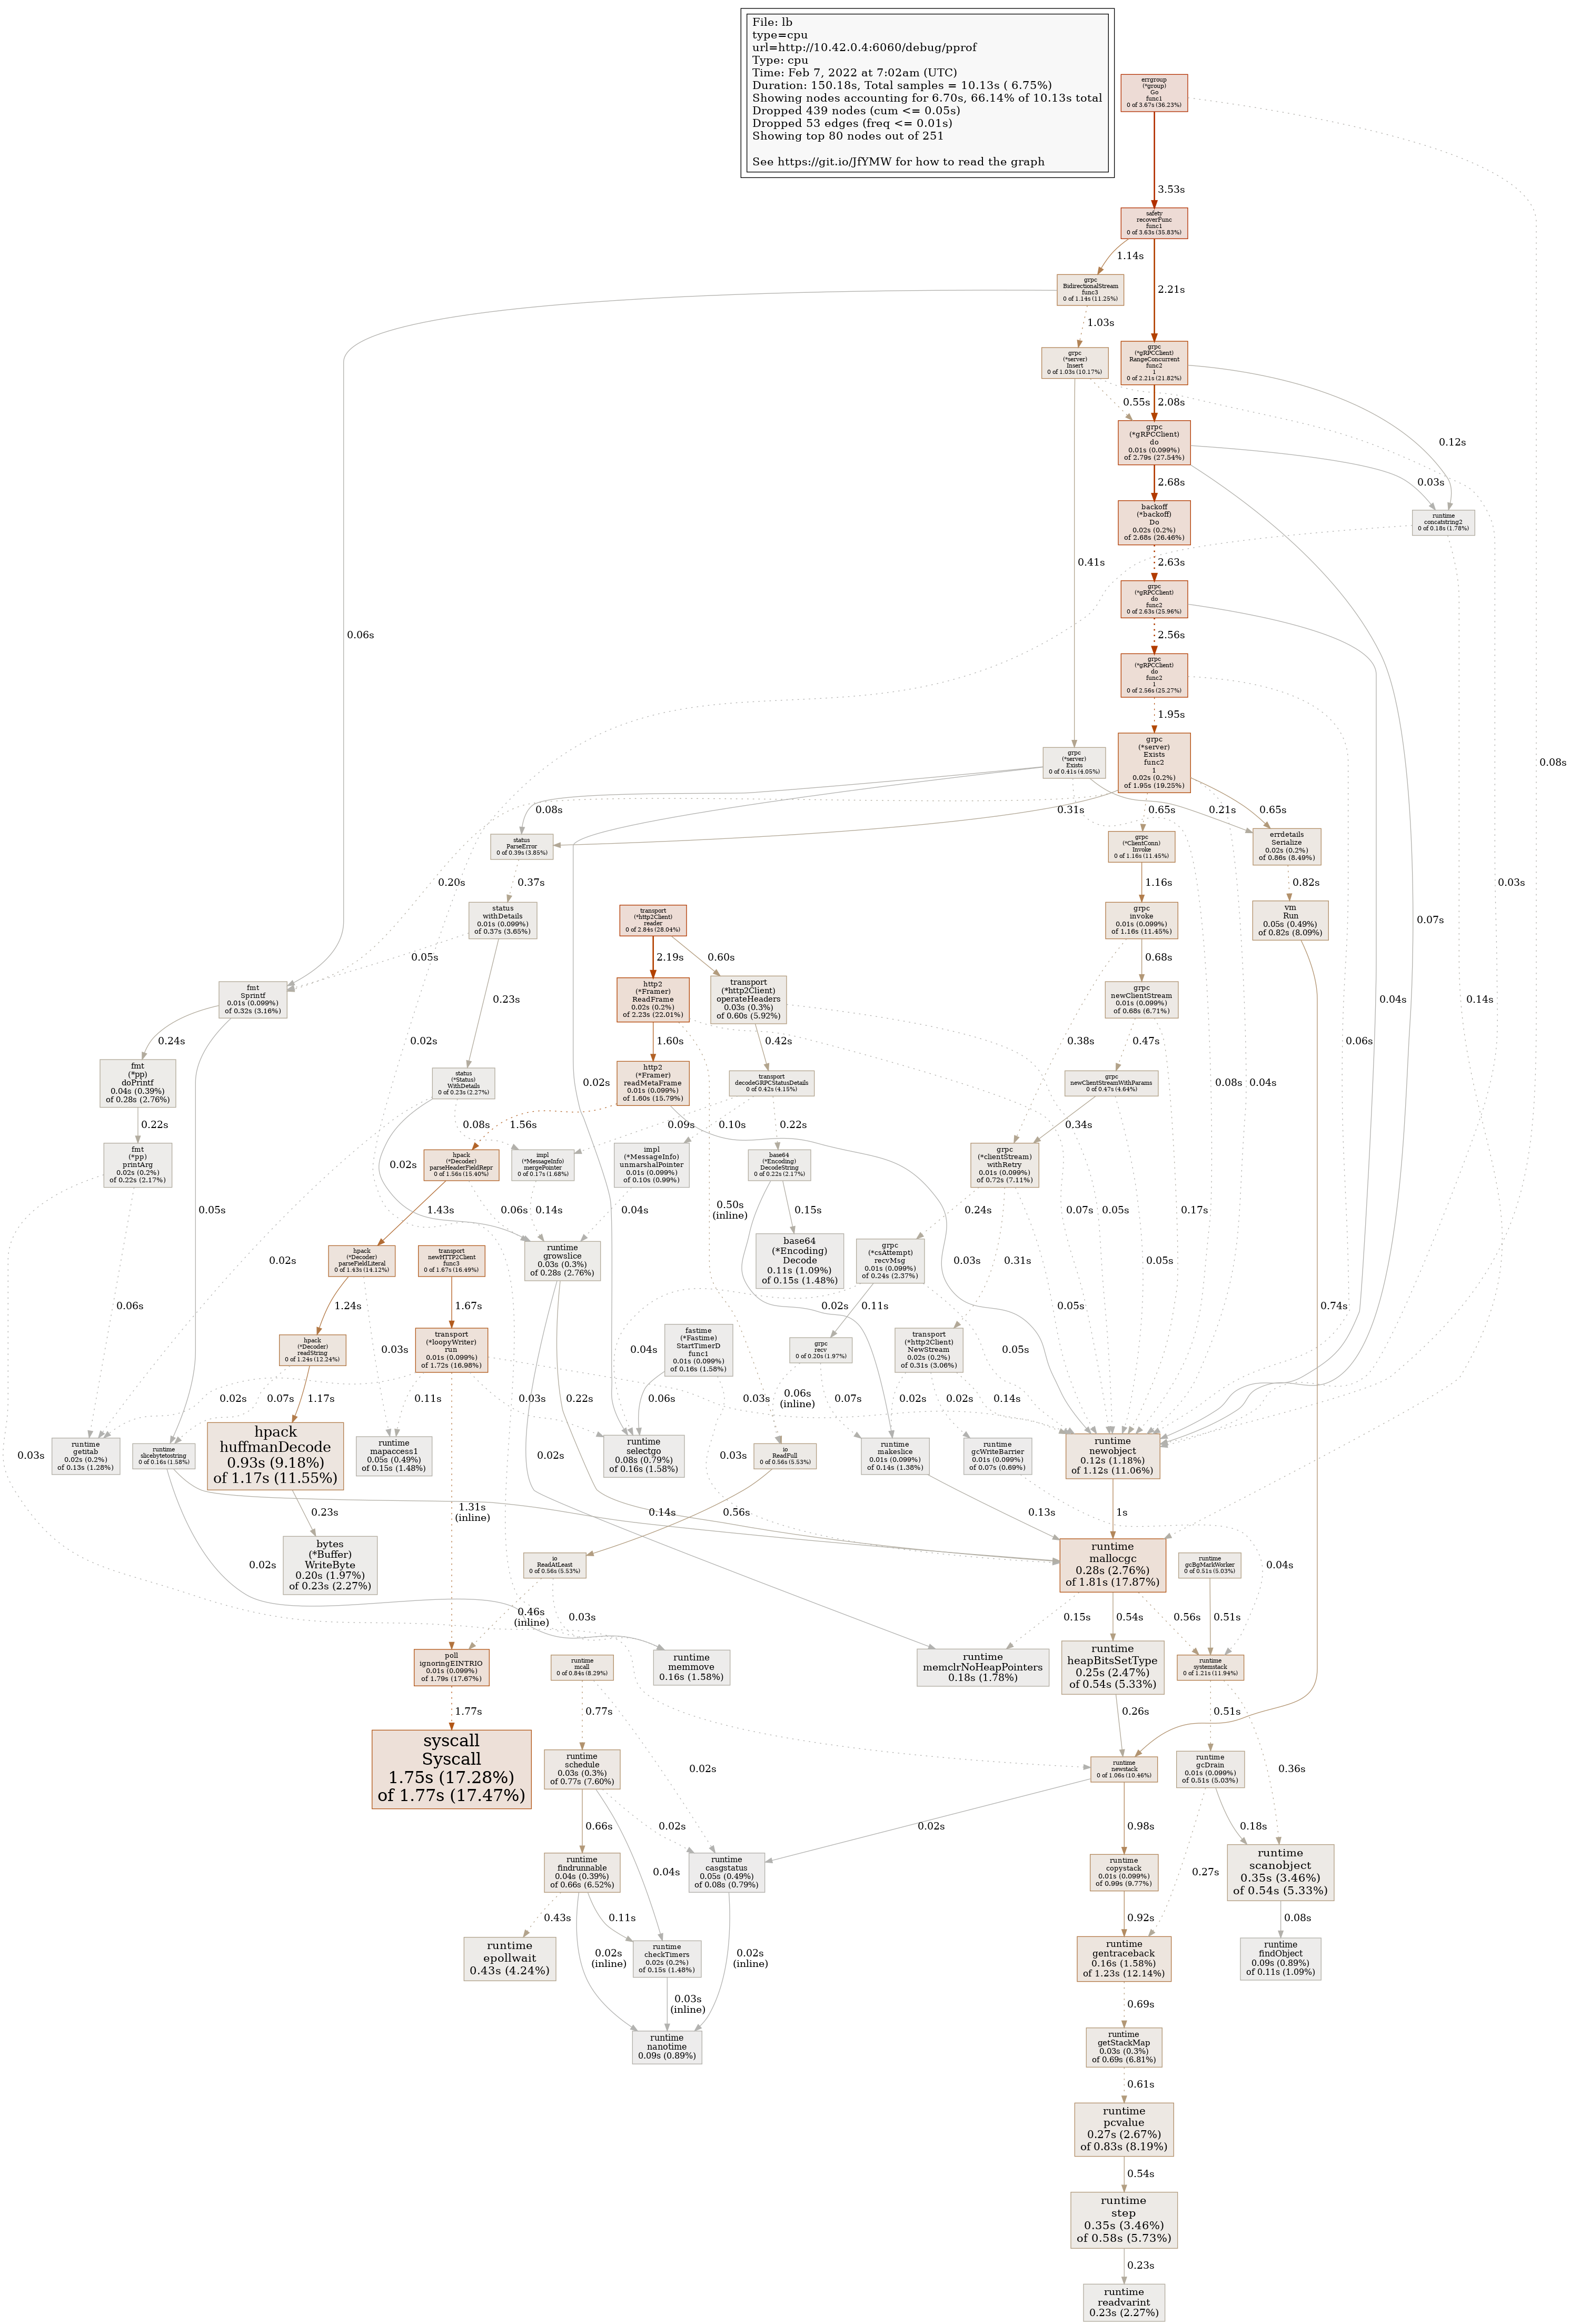 File: lb
type=cpu
url=http://10.42.0.4:6060/debug/pprof
Type: cpu
Time: Feb 7, 2022 at 7:02am (UTC)
Duration: 150.18s, Total samples = 10.13s ( 6.75%)
Showing nodes accounting for 6.70s, 66.14% of 10.13s total
Dropped 439 nodes (cum <= 0.05s)
Dropped 53 edges (freq <= 0.01s)
Showing top 80 nodes out of 251
See https://git.io/JfYMW for how to read the graph
errgroup
(*group)
Go
func1
0 of 3.67s (36.23%)
3.53s
safety
recoverFunc
func1
0 of 3.63s (35.83%)
1.14s
2.21s
grpc
BidirectionalStream
func3
0 of 1.14s (11.25%)
1.03s
grpc
(*server)
Insert
0 of 1.03s (10.17%)
grpc
(*gRPCClient)
RangeConcurrent
func2
1
0 of 2.21s (21.82%)
0.55s
2.08s
0.12s
grpc
(*gRPCClient)
do
0.01s (0.099%)
of 2.79s (27.54%)
2.68s
0.03s
backoff
(*backoff)
Do
0.02s (0.2%)
of 2.68s (26.46%)
runtime
concatstring2
0 of 0.18s (1.78%)
0.41s
2.63s
grpc
(*gRPCClient)
do
func2
0 of 2.63s (25.96%)
0.06s
2.56s
grpc
(*gRPCClient)
do
func2
1
0 of 2.56s (25.27%)
1.95s
grpc
(*server)
Exists
0 of 0.41s (4.05%)
grpc
(*server)
Exists
func2
1
0.02s (0.2%)
of 1.95s (19.25%)
0.08s
0.08s
0.31s
0.65s
0.21s
0.65s
status
ParseError
0 of 0.39s (3.85%)
grpc
(*ClientConn)
Invoke
0 of 1.16s (11.45%)
errdetails
Serialize
0.02s (0.2%)
of 0.86s (8.49%)
0.20s
0.37s
1.16s
0.82s
0.03s
status
withDetails
0.01s (0.099%)
of 0.37s (3.65%)
transport
(*http2Client)
reader
0 of 2.84s (28.04%)
grpc
invoke
0.01s (0.099%)
of 1.16s (11.45%)
vm
Run
0.05s (0.49%)
of 0.82s (8.09%)
0.07s
0.05s
2.19s
0.60s
0.68s
fmt
Sprintf
0.01s (0.099%)
of 0.32s (3.16%)
0.23s
http2
(*Framer)
ReadFrame
0.02s (0.2%)
of 2.23s (22.01%)
transport
(*http2Client)
operateHeaders
0.03s (0.3%)
of 0.60s (5.92%)
grpc
newClientStream
0.01s (0.099%)
of 0.68s (6.71%)
0.04s
0.14s
0.24s
0.02s
1.60s
0.42s
0.38s
0.47s
0.06s
fmt
(*pp)
doPrintf
0.04s (0.39%)
of 0.28s (2.76%)
status
(*Status)
WithDetails
0 of 0.23s (2.27%)
0.02s
http2
(*Framer)
readMetaFrame
0.01s (0.099%)
of 1.60s (15.79%)
transport
decodeGRPCStatusDetails
0 of 0.42s (4.15%)
grpc
newClientStreamWithParams
0 of 0.47s (4.64%)
0.08s
0.04s
0.22s
0.08s
1.56s
0.09s
0.10s
0.22s
0.34s
fmt
(*pp)
printArg
0.02s (0.2%)
of 0.22s (2.17%)
0.02s
hpack
(*Decoder)
parseHeaderFieldRepr
0 of 1.56s (15.40%)
impl
(*MessageInfo)
mergePointer
0 of 0.17s (1.68%)
impl
(*MessageInfo)
unmarshalPointer
0.01s (0.099%)
of 0.10s (0.99%)
base64
(*Encoding)
DecodeString
0 of 0.22s (2.17%)
grpc
(*clientStream)
withRetry
0.01s (0.099%)
of 0.72s (7.11%)
0.05s
1.43s
0.06s
0.14s
0.04s
0.50s
(inline)
0.15s
0.24s
0.07s
0.05s
0.17s
hpack
(*Decoder)
parseFieldLiteral
0 of 1.43s (14.12%)
transport
newHTTP2Client
func3
0 of 1.67s (16.49%)
runtime
growslice
0.03s (0.3%)
of 0.28s (2.76%)
base64
(*Encoding)
Decode
0.11s (1.09%)
of 0.15s (1.48%)
grpc
(*csAttempt)
recvMsg
0.01s (0.099%)
of 0.24s (2.37%)
0.03s
0.31s
0.05s
0.02s
0.06s
1.24s
1.67s
0.02s
0.11s
0.05s
0.74s
hpack
(*Decoder)
readString
0 of 1.24s (12.24%)
0.03s
transport
(*loopyWriter)
run
0.01s (0.099%)
of 1.72s (16.98%)
0.04s
fastime
(*Fastime)
StartTimerD
func1
0.01s (0.099%)
of 0.16s (1.58%)
grpc
recv
0 of 0.20s (1.97%)
transport
(*http2Client)
NewStream
0.02s (0.2%)
of 0.31s (3.06%)
0.05s
0.02s
0.07s
1.17s
0.11s
0.03s
0.22s
0.06s
0.03s
0.06s
(inline)
0.07s
0.02s
0.02s
0.14s
0.03s
runtime
getitab
0.02s (0.2%)
of 0.13s (1.28%)
runtime
slicebytetostring
0 of 0.16s (1.58%)
hpack
huffmanDecode
0.93s (9.18%)
of 1.17s (11.55%)
runtime
mapaccess1
0.05s (0.49%)
of 0.15s (1.48%)
0.02s
runtime
selectgo
0.08s (0.79%)
of 0.16s (1.58%)
0.03s
io
ReadFull
0 of 0.56s (5.53%)
runtime
makeslice
0.01s (0.099%)
of 0.14s (1.38%)
runtime
gcWriteBarrier
0.01s (0.099%)
of 0.07s (0.69%)
runtime
newobject
0.12s (1.18%)
of 1.12s (11.06%)
0.23s
1.31s
(inline)
0.14s
0.56s
0.13s
1s
bytes
(*Buffer)
WriteByte
0.20s (1.97%)
of 0.23s (2.27%)
0.02s
io
ReadAtLeast
0 of 0.56s (5.53%)
runtime
mallocgc
0.28s (2.76%)
of 1.81s (17.87%)
runtime
gcBgMarkWorker
0 of 0.51s (5.03%)
0.04s
0.46s
(inline)
0.03s
0.15s
0.54s
0.56s
0.51s
poll
ignoringEINTRIO
0.01s (0.099%)
of 1.79s (17.67%)
runtime
mcall
0 of 0.84s (8.29%)
runtime
memmove
0.16s (1.58%)
runtime
memclrNoHeapPointers
0.18s (1.78%)
runtime
heapBitsSetType
0.25s (2.47%)
of 0.54s (5.33%)
runtime
systemstack
0 of 1.21s (11.94%)
1.77s
0.77s
0.26s
0.51s
syscall
Syscall
1.75s (17.28%)
of 1.77s (17.47%)
runtime
schedule
0.03s (0.3%)
of 0.77s (7.60%)
0.02s
runtime
newstack
0 of 1.06s (10.46%)
runtime
gcDrain
0.01s (0.099%)
of 0.51s (5.03%)
0.36s
0.66s
0.02s
0.02s
0.98s
0.18s
runtime
findrunnable
0.04s (0.39%)
of 0.66s (6.52%)
0.04s
runtime
casgstatus
0.05s (0.49%)
of 0.08s (0.79%)
runtime
copystack
0.01s (0.099%)
of 0.99s (9.77%)
0.27s
runtime
scanobject
0.35s (3.46%)
of 0.54s (5.33%)
0.43s
0.11s
0.92s
0.08s
runtime
epollwait
0.43s (4.24%)
0.02s
(inline)
runtime
checkTimers
0.02s (0.2%)
of 0.15s (1.48%)
0.02s
(inline)
runtime
gentraceback
0.16s (1.58%)
of 1.23s (12.14%)
runtime
findObject
0.09s (0.89%)
of 0.11s (1.09%)
0.03s
(inline)
0.69s
runtime
nanotime
0.09s (0.89%)
runtime
getStackMap
0.03s (0.3%)
of 0.69s (6.81%)
0.61s
runtime
pcvalue
0.27s (2.67%)
of 0.83s (8.19%)
0.54s
runtime
step
0.35s (3.46%)
of 0.58s (5.73%)
0.23s
runtime
readvarint
0.23s (2.27%)